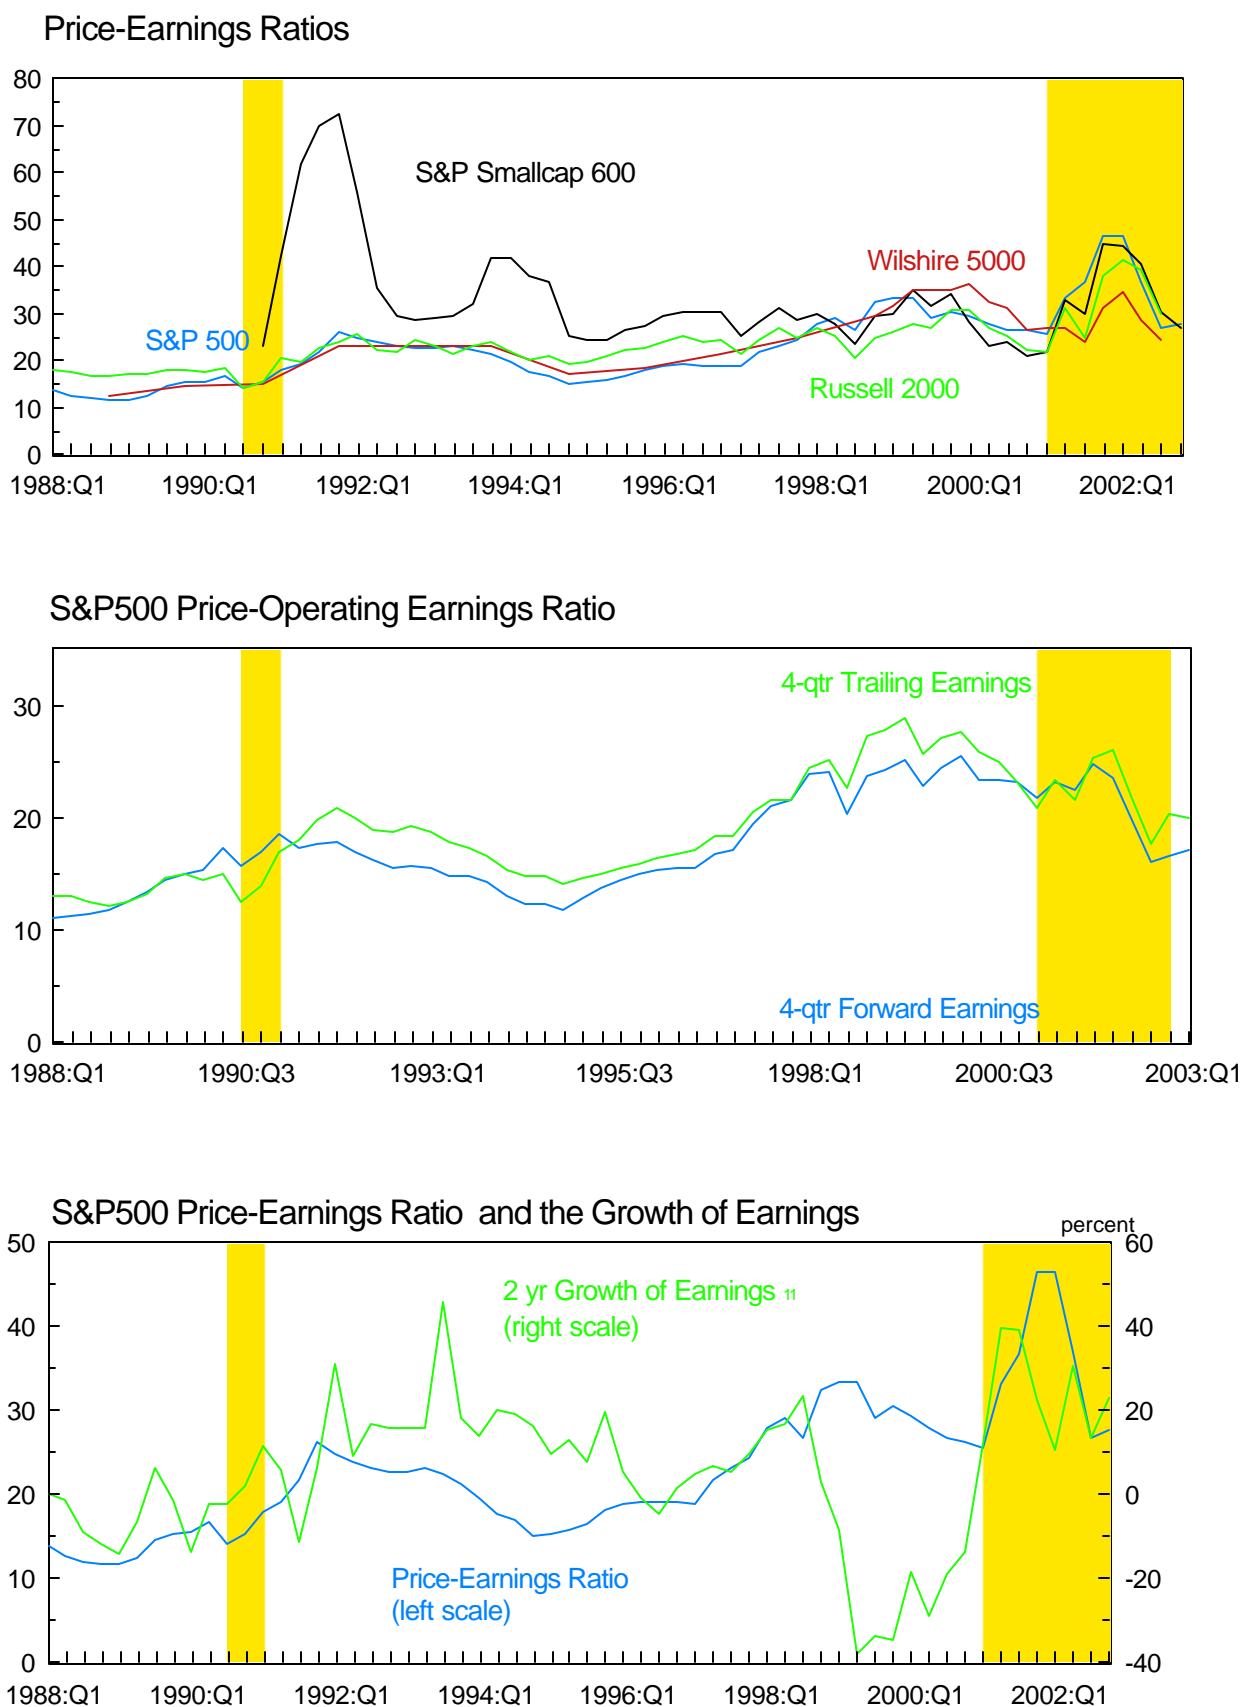 Price-Earnings Ratios
80
70
60
50
40
30
20
10
0
S&P Smallcap 600
Wilshire 5000
S&P 500
Russell 2000
1988:Q1 1990:Q1 1992:Q1 1994:Q1 1996:Q1 1998:Q1 2000:Q1 2002:Q1
S&P500 Price-Operating Earnings Ratio
30
20
10
0
4-qtr Trailing Earnings
4-qtr Forward Earnings
1988:Q1 1990:Q3 1993:Q1 1995:Q3 1998:Q1 2000:Q3 2003:Q1
S&P500 Price-Earnings Ratio and the Growth of Earnings
percent
50
40
30
20
10
0
60
40
20
0
-20
-40
2 yr Growth of Earnings 11
(right scale)
Price-Earnings Ratio
(left scale)
1988:Q1 1990:Q1 1992:Q1 1994:Q1 1996:Q1 1998:Q1 2000:Q1 2002:Q1